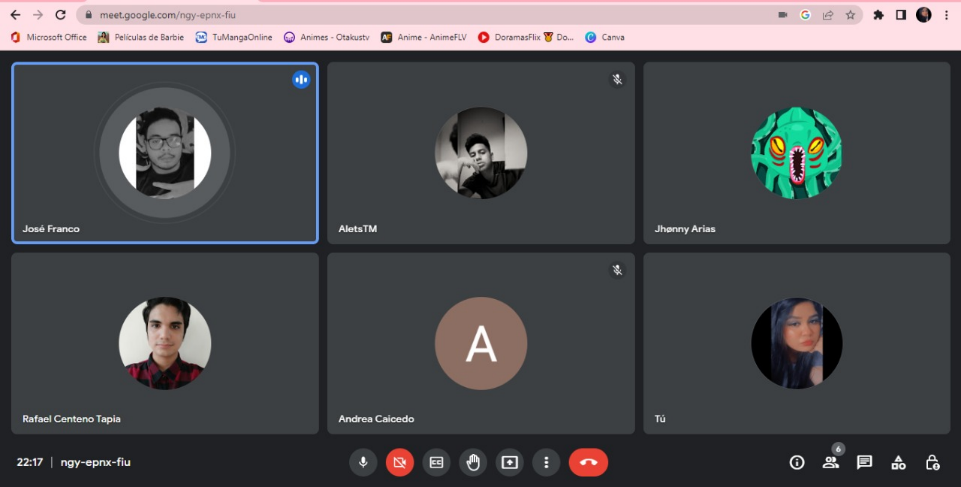 meet.google.com/ngy-epnx-fiu
Microsoft Office Películas de Barbie TuMangaOnline Animes - Otakustv Anime - AnimeFLV DoramasFlix Do... Canva
José Franco
AletsTM
Jhønny Arias
Rafael Centeno Tapia
A
Andrea Caicedo
Tú
22:17 | ngy-epnx-fiu
CC
6